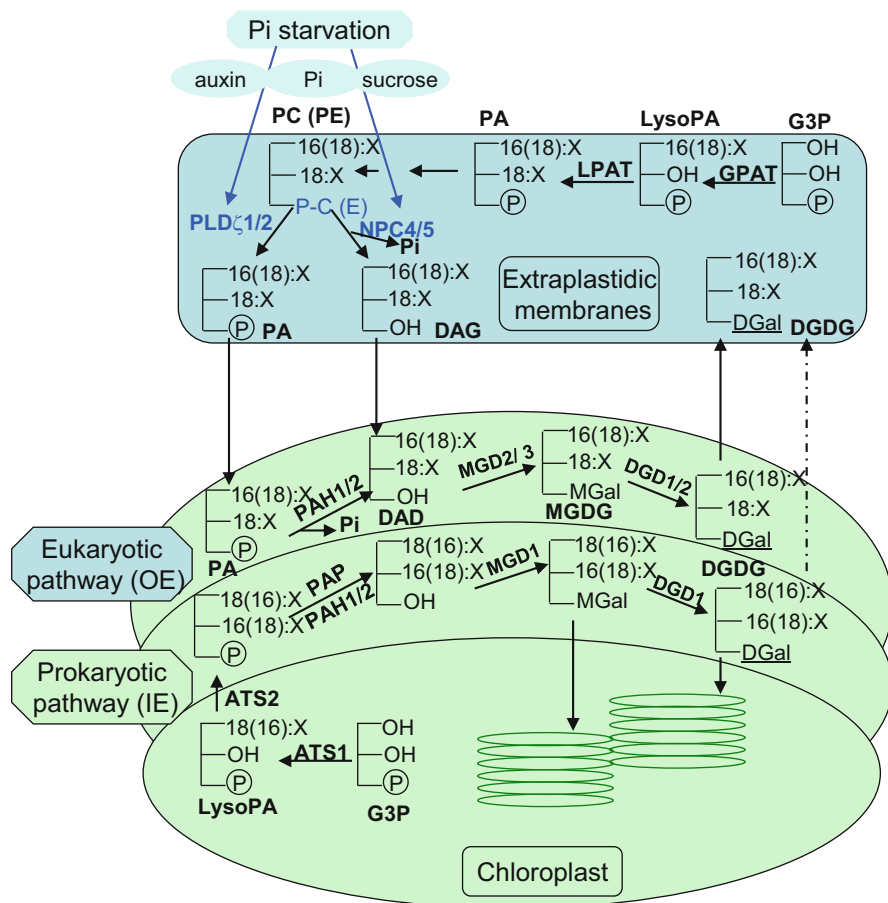 Pi starvation
auxin Pi sucrose
PC (PE) PA LysoPA G3P
16(18):X 16(18):X 16(18):X OH
18:X 18:X LPAT OH GPAT OH
P-C (E) P P P
PLDζ1/2 NPC4/5
Pi
16(18):X 16(18):X 16(18):X
18:X 18:X 18:X
P PA OH DAG DGal DGDG
Extraplastidic
membranes
16(18):X 16(18):X
16(18):X 18:X MGD2/ 3 18:X DGD1/2 16(18):X
18:X PAH1/2 OH MGal 18:X
P Pi DAD MGDG DGal
PA DGDG
Eukaryotic
pathway (OE)
18(16):X 18(16):X
18(16):X PAP 16(18):X MGD1 16(18):X DGD1 18(16):X
16(18):X PAH1/2 OH MGal 16(18):X
P DGal
Prokaryotic
pathway (IE)
ATS2
18(16):X OH
OH ATS1 OH
P P
LysoPA G3P
Chloroplast